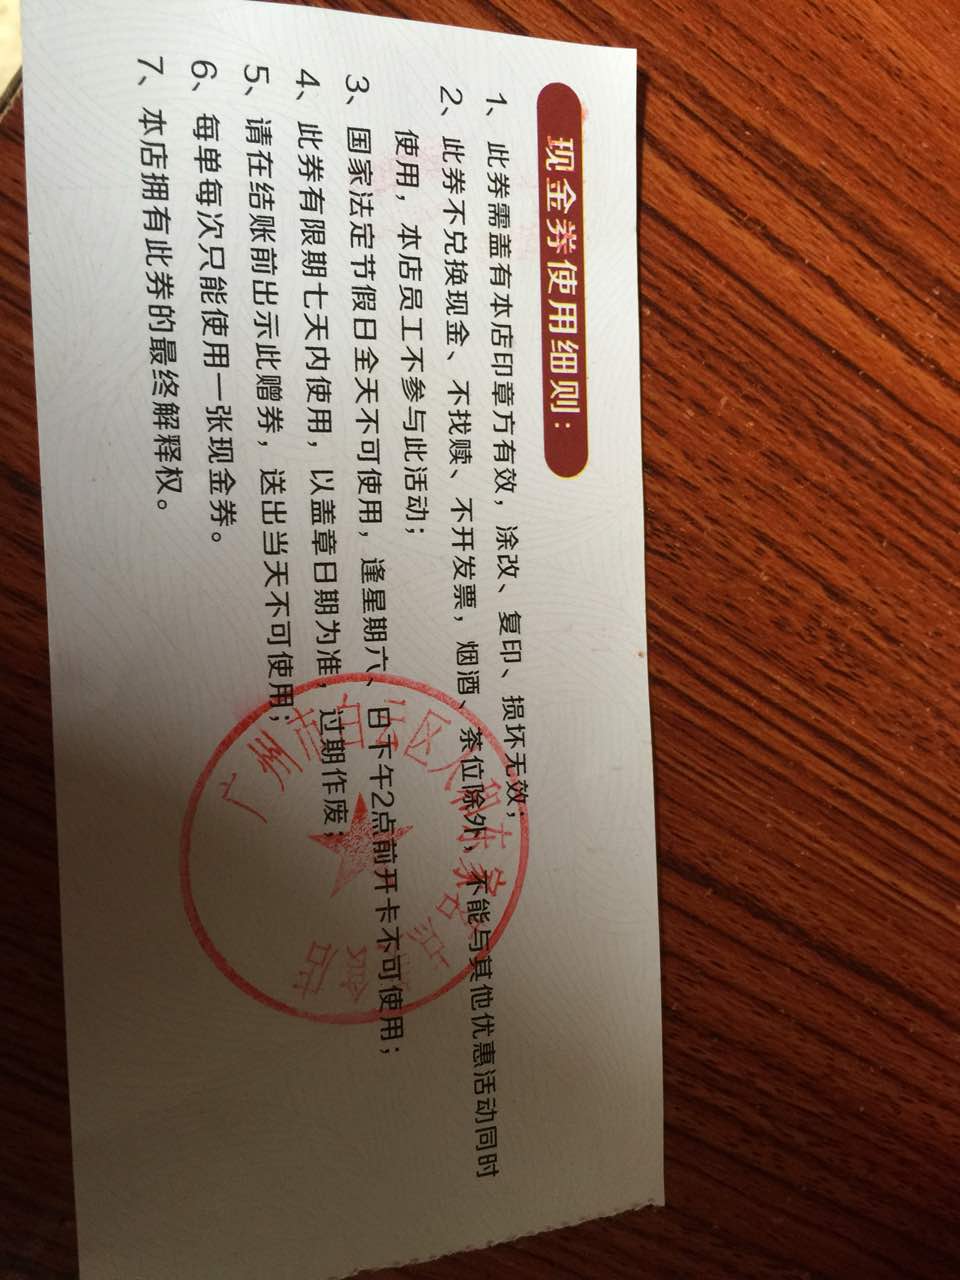 现金券使用细则：
1、此券需盖有本店印章方有效，涂改、复印、损坏无效；
2、此券不兑换现金、不找赎、不开发票，烟酒、茶位除外，不能与其他优惠活动同时
使用，本店员工不参与此活动；
3、国家法定节假日全天不可使用，逢星期六、日下午2点前开卡不可使用；
4、此券有限期七天内使用，以盖章日期为准，过期作废；
5、请在结账前出示此赠券，送出当天不可使用；
6、每单每次只能使用一张现金券。
7、本店拥有此券的最终解释权。
广州
区人和